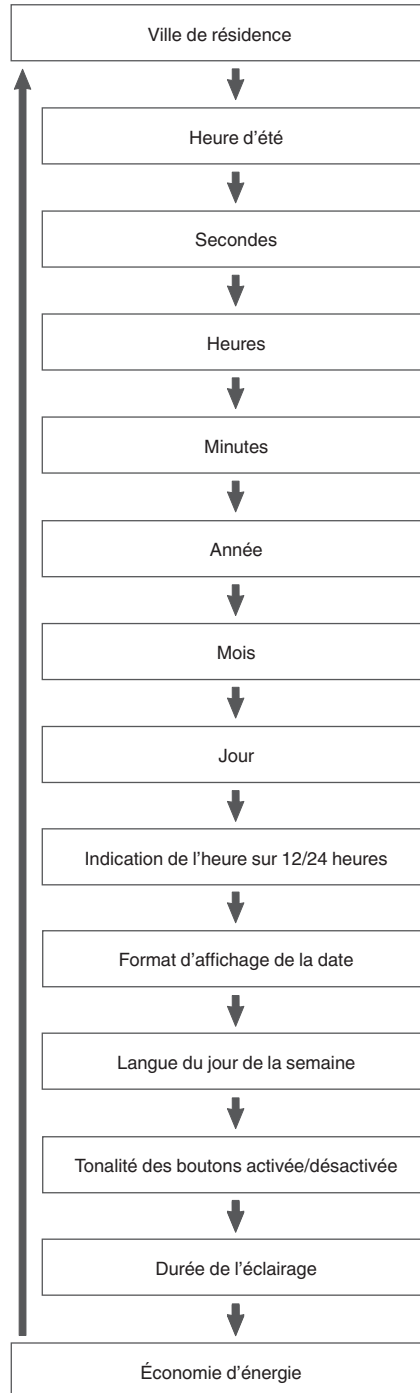 Ville de résidence
Heure d’été
Secondes
Heures
Minutes
Année
Mois
Jour
Indication de l’heure sur 12/24 heures
Format d’affichage de la date
Langue du jour de la semaine
Tonalité des boutons activée/désactivée
Durée de l’éclairage
Économie d’énergie